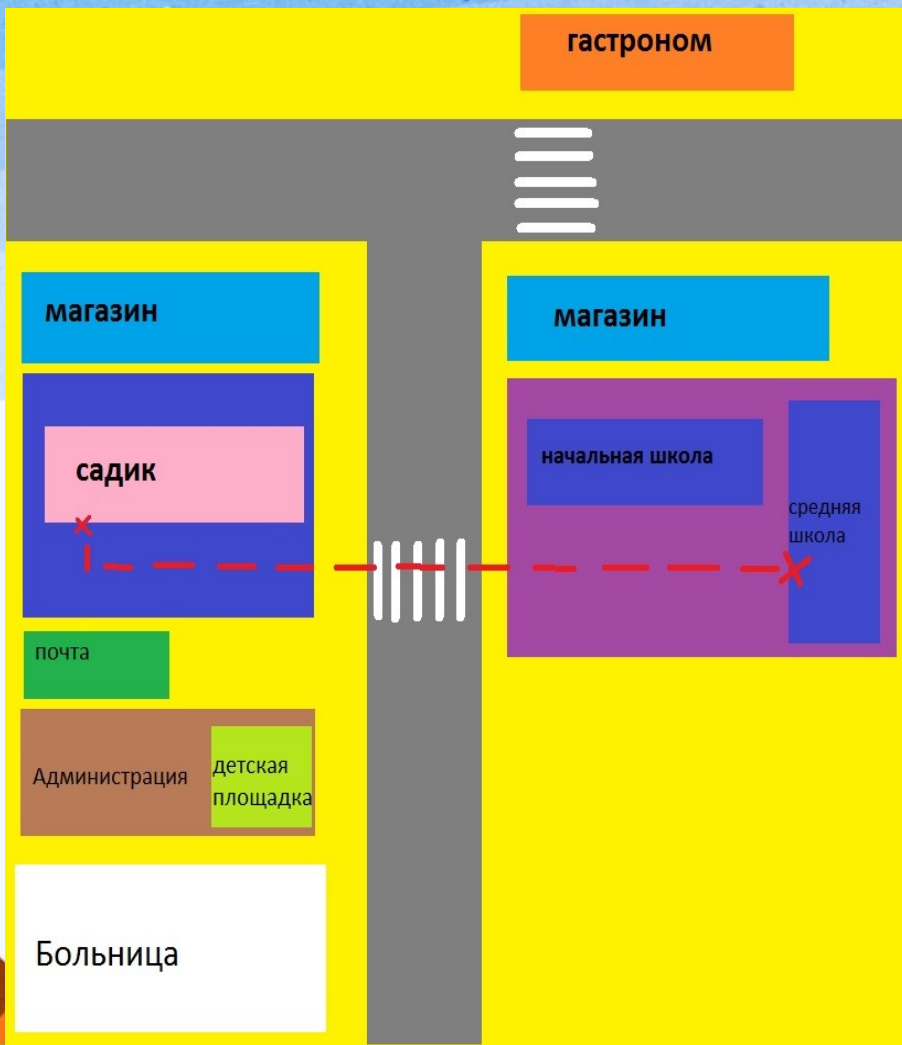 гастроном
магазин
магазин
садик
начальная школа
средняя
школа
почта
Администрация
детская
площадка
Больница